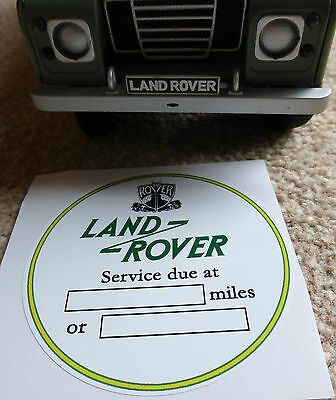 LAND ROVER
ROVER
LAND
ROVER
Service due at
miles
or